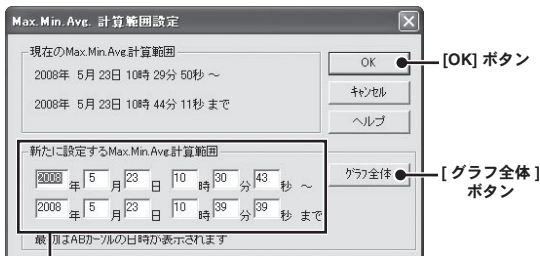 Max.Min.Avg. 計算範囲設定
現在のMax.Min.Avg計算範囲
2008年 5月 23日 10時 29分 50秒 ～
2008年 5月 23日 10時 44分 11秒 まで
OK
キャンセル
ヘルプ
[OK] ボタン
新たに設定するMax.Min.Avg計算範囲
2008 年 5 月 23 日 10 時 30 分 43 秒 ～
2008 年 5 月 23 日 10 時 39 分 39 秒 まで
グラフ全体
[ グラフ全体 ]
ボタン
はABカーソルの日時が表示されます